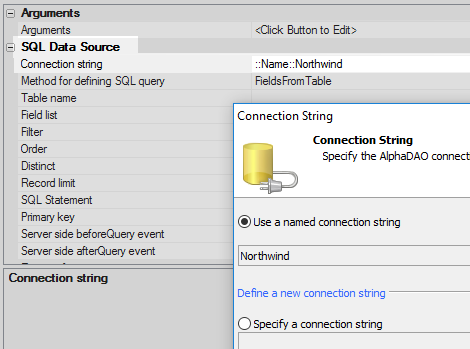 Arguments
Arguments <Click Button to Edit>
SQL Data Source
Connection string ::Name::Northwind
Method for defining SQL query FieldsFromTable
Table name
Field list
Filter
Order
Distinct
Record limit
SQL Statement
Primary key
Server side beforeQuery event
Server side afterQuery event
Connection string
Connection String
Connection String
Specify the AlphaDAO connect
Use a named connection string
Northwind
Define a new connection string
Specify a connection string